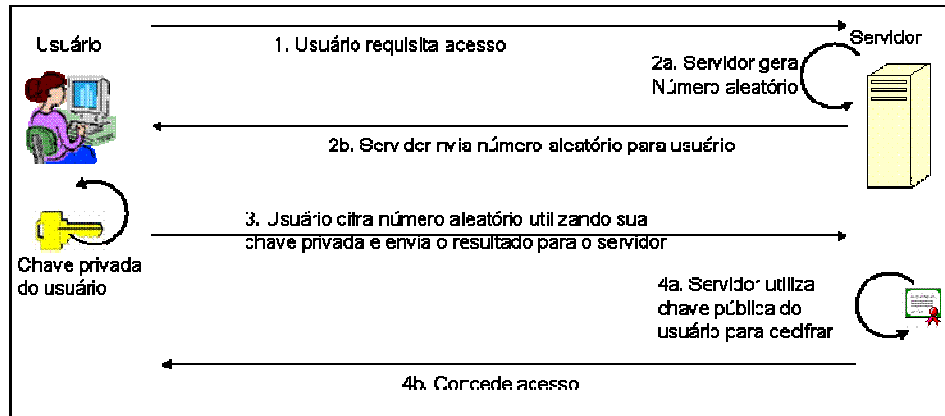 Usuário
1. Usuário requisita acesso
Servidor
2a. Servidor gera
Número aleatório
2b. Servidor nvia número aleatório para usuário
3. Usuário cifra número aleatório utilizando sua
chave privada e envia o resultado para o servidor
Chave privada
do usuário
4a. Servidor utiliza
chave pública do
usuário para decifrar
4b. Concede acesso